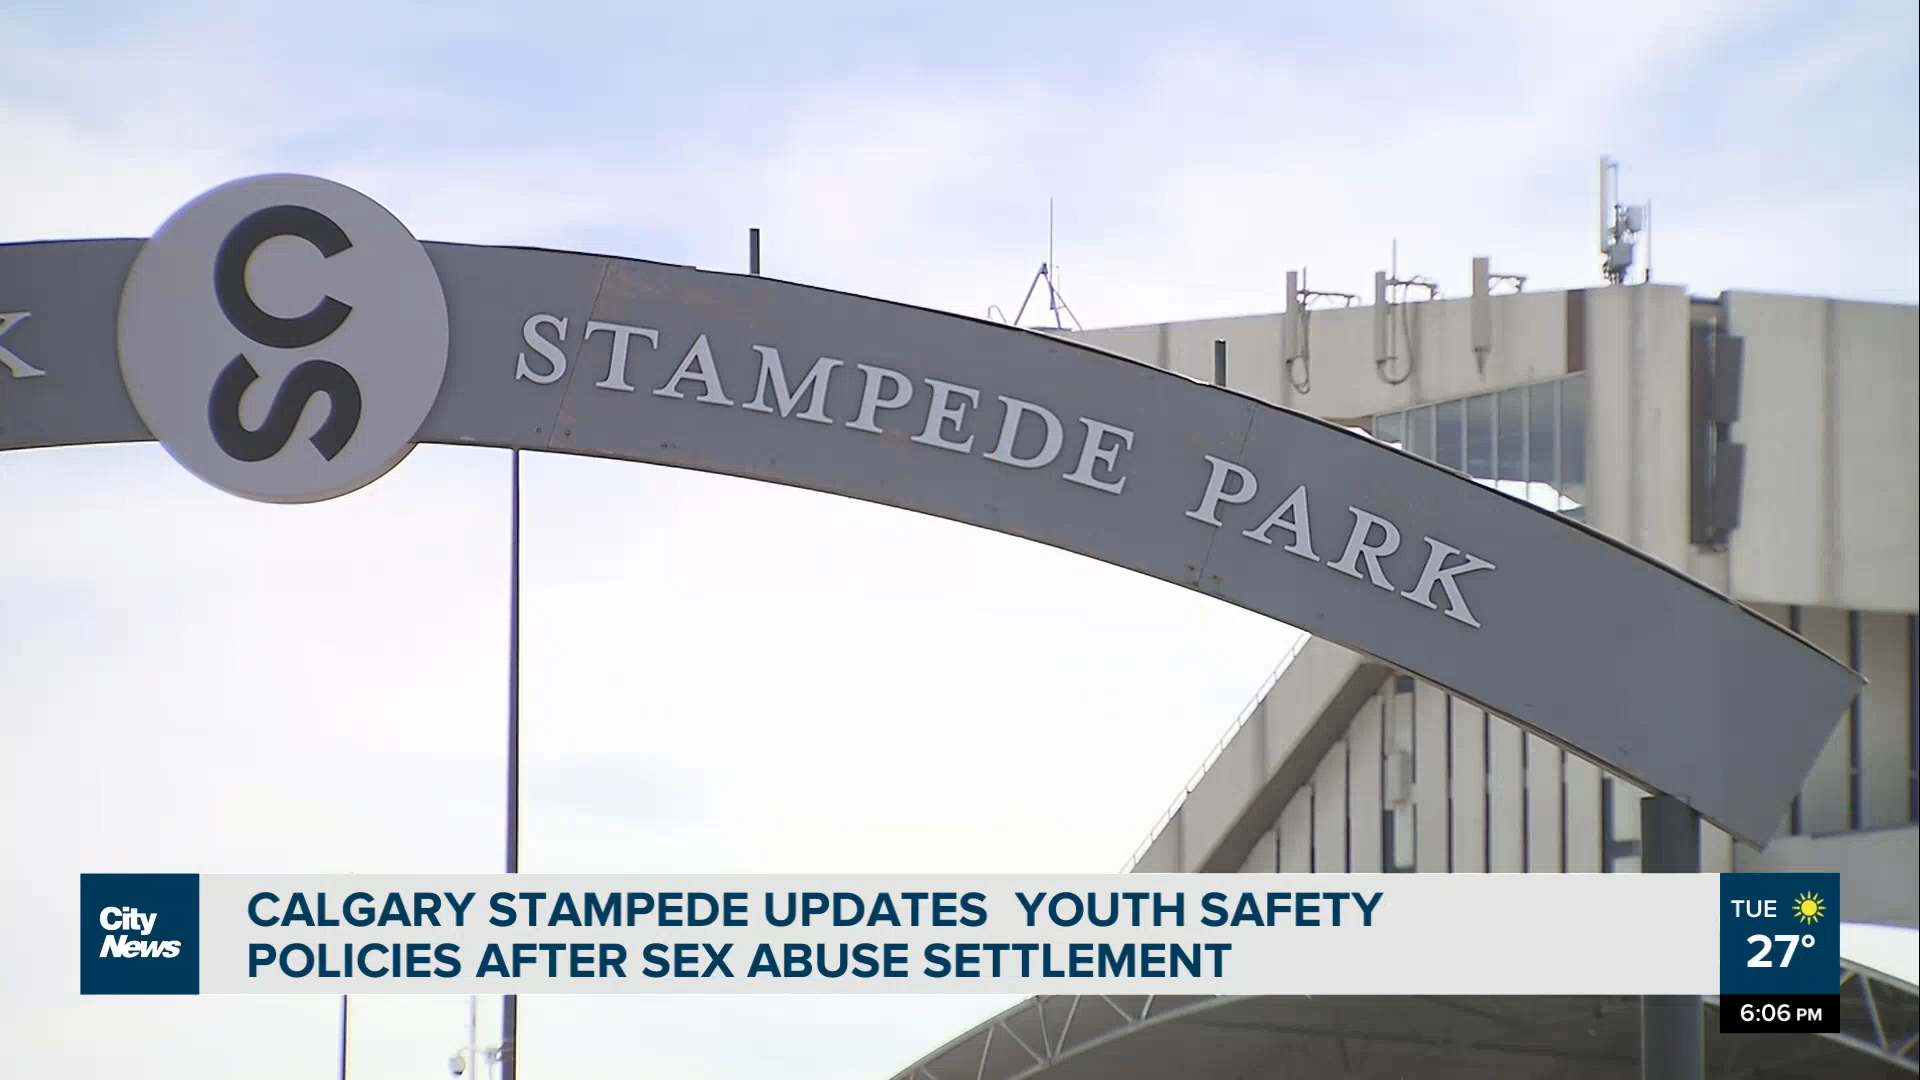 K
CS
STAMPEDE PARK
City
News
CALGARY STAMPEDE UPDATES  YOUTH SAFETY
POLICIES AFTER SEX ABUSE SETTLEMENT
TUE
27°
6:06 PM